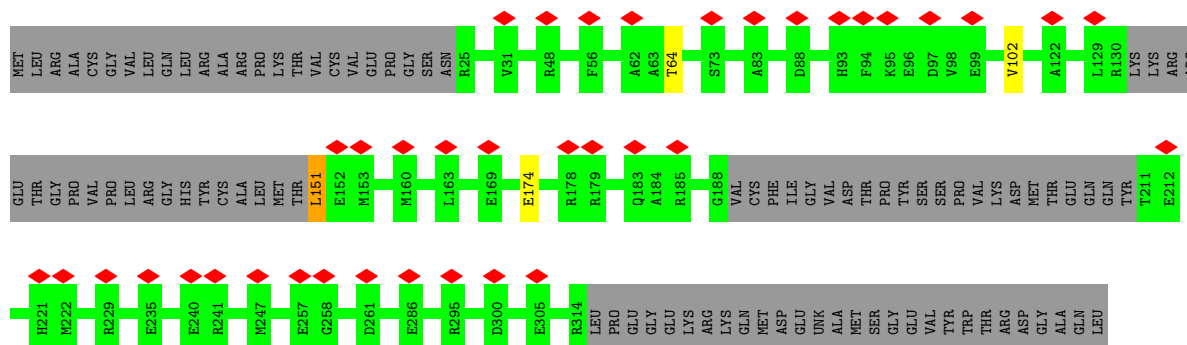 MET LEU ARG ALA CYS GLY VAL LEU GLN LEU ARG ALA ARG PRO LYS THR VAL CYS VAL GLU PRO GLY SER ASN R25 V31 R48 F56 A62 A63 T64 S73 A83 D88 H93 F94 K95 E96 D97 V98 E99 V102 A122 L129 R130 LYS LYS ARG
GLU THR GLY PRO VAL PRO LEU ARG GLY HIS TYR CYS ALA LEU MET THR L151 E152 M153 M160 L163 E169 E174 R178 R179 Q183 A184 R185 G188 VAL CYS PHE ILE GLY VAL ASP THR PRO TYR SER SER PRO VAL LYS ASP MET THR GLU GLN GLN TYR T211 E212
H221 M222 R229 E235 E240 R241 M247 E257 G258 D261 E286 R295 D300 E305 R314 LEU PRO GLU GLY GLU LYS ARG LYS GLN MET ASP GLU UNK ALA MET SER GLY GLU VAL TYR TRP THR ARG ASP GLY ALA GLN LEU